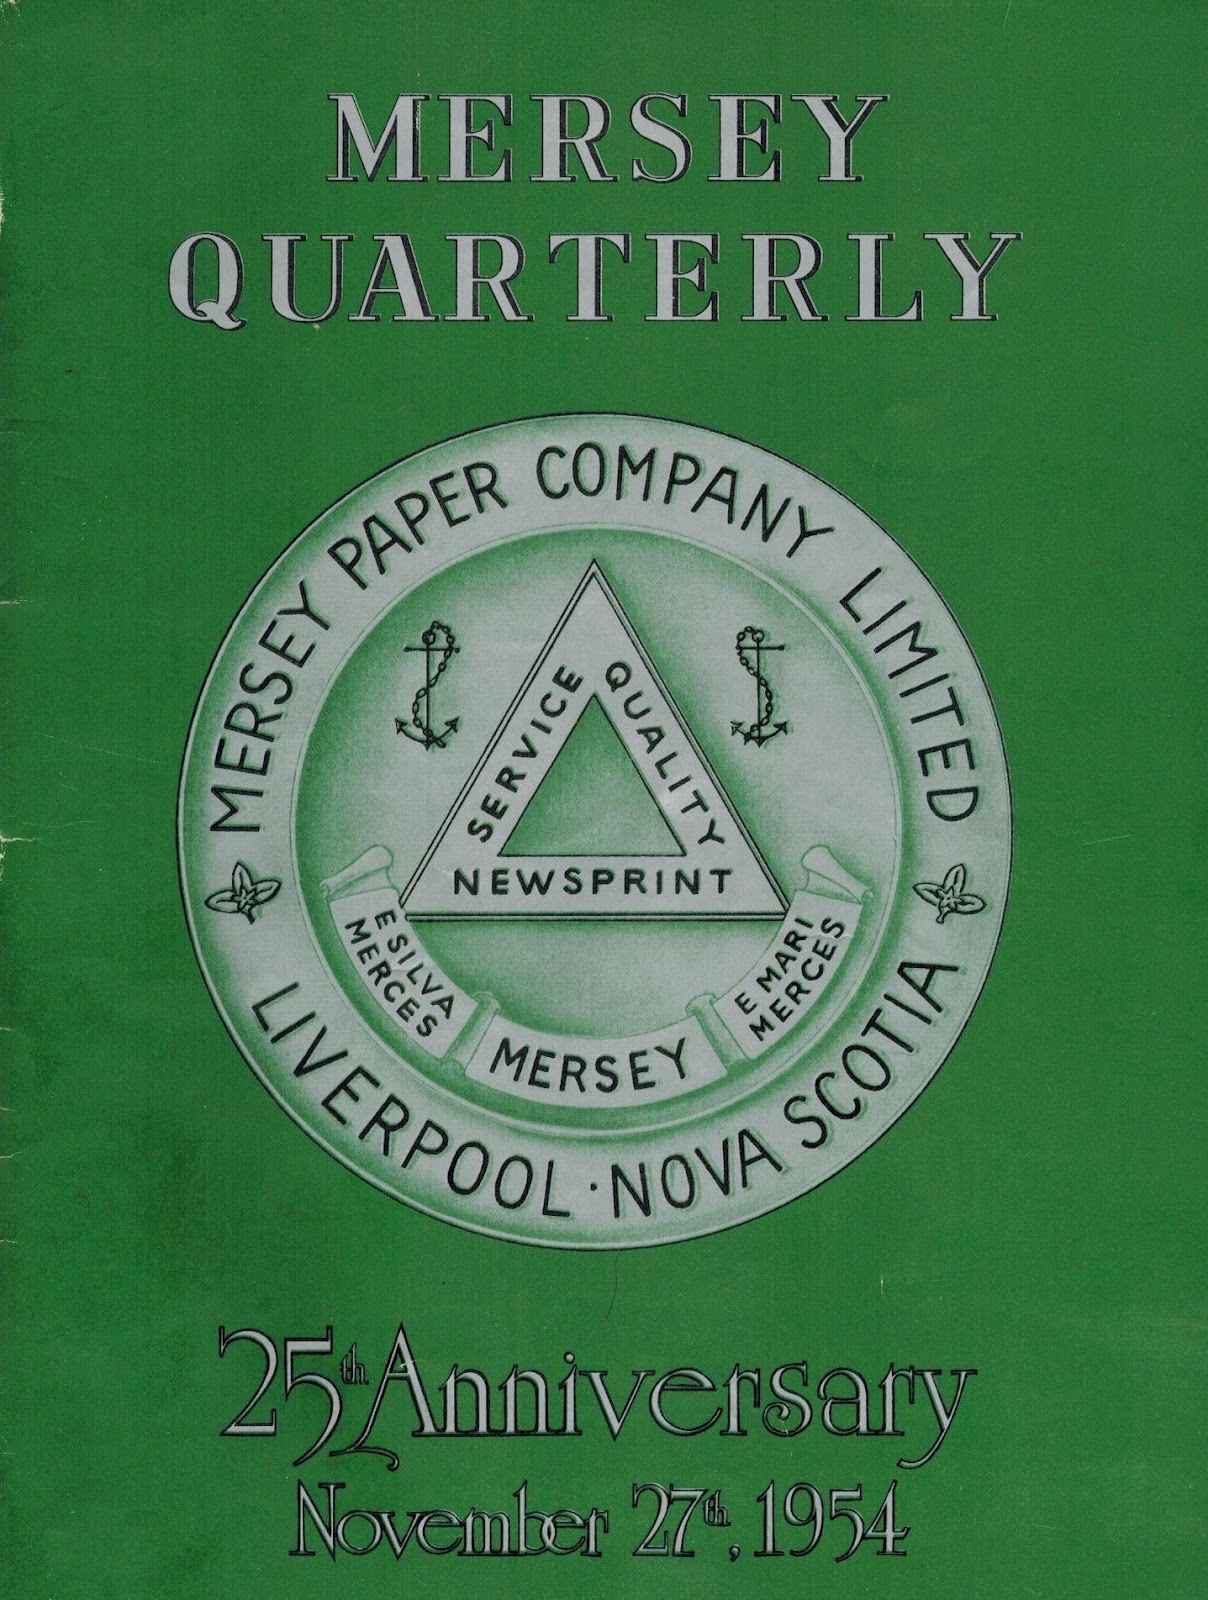 MERSEY
QUARTERLY
MERSEY PAPER COMPANY LIMITED
LIVERPOOL · NOVA SCOTIA
SERVICE
QUALITY
NEWSPRINT
E SILVA
MERCES
MERSEY
E MARI
MERCES
25th Anniversary
November 27th, 1954